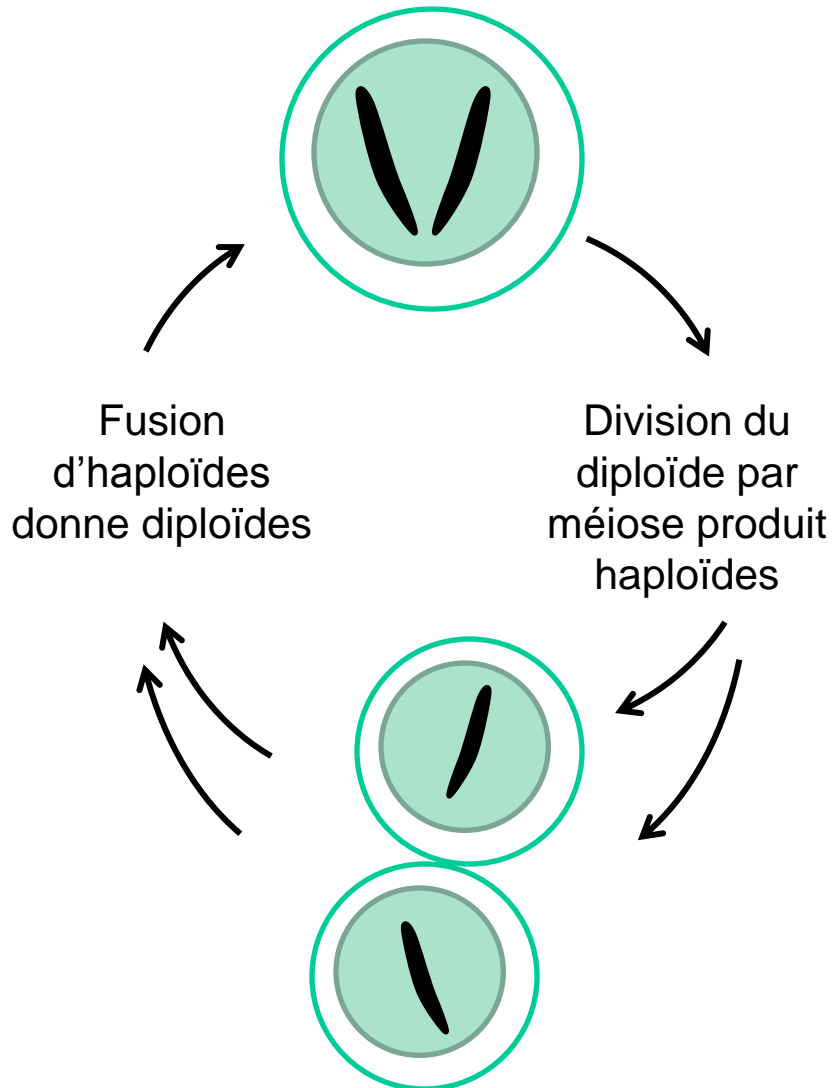 Fusion
d’haploïdes
donne diploïdes
Division du
diploïde par
méiose produit
haploïdes